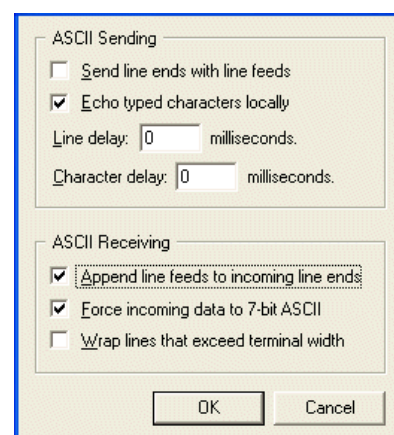 ASCII Sending
Send line ends with line feeds
Echo typed characters locally
Line delay: 0 milliseconds.
Character delay: 0 milliseconds.
ASCII Receiving
Append line feeds to incoming line ends
Force incoming data to 7-bit ASCII
Wrap lines that exceed terminal width
OK Cancel